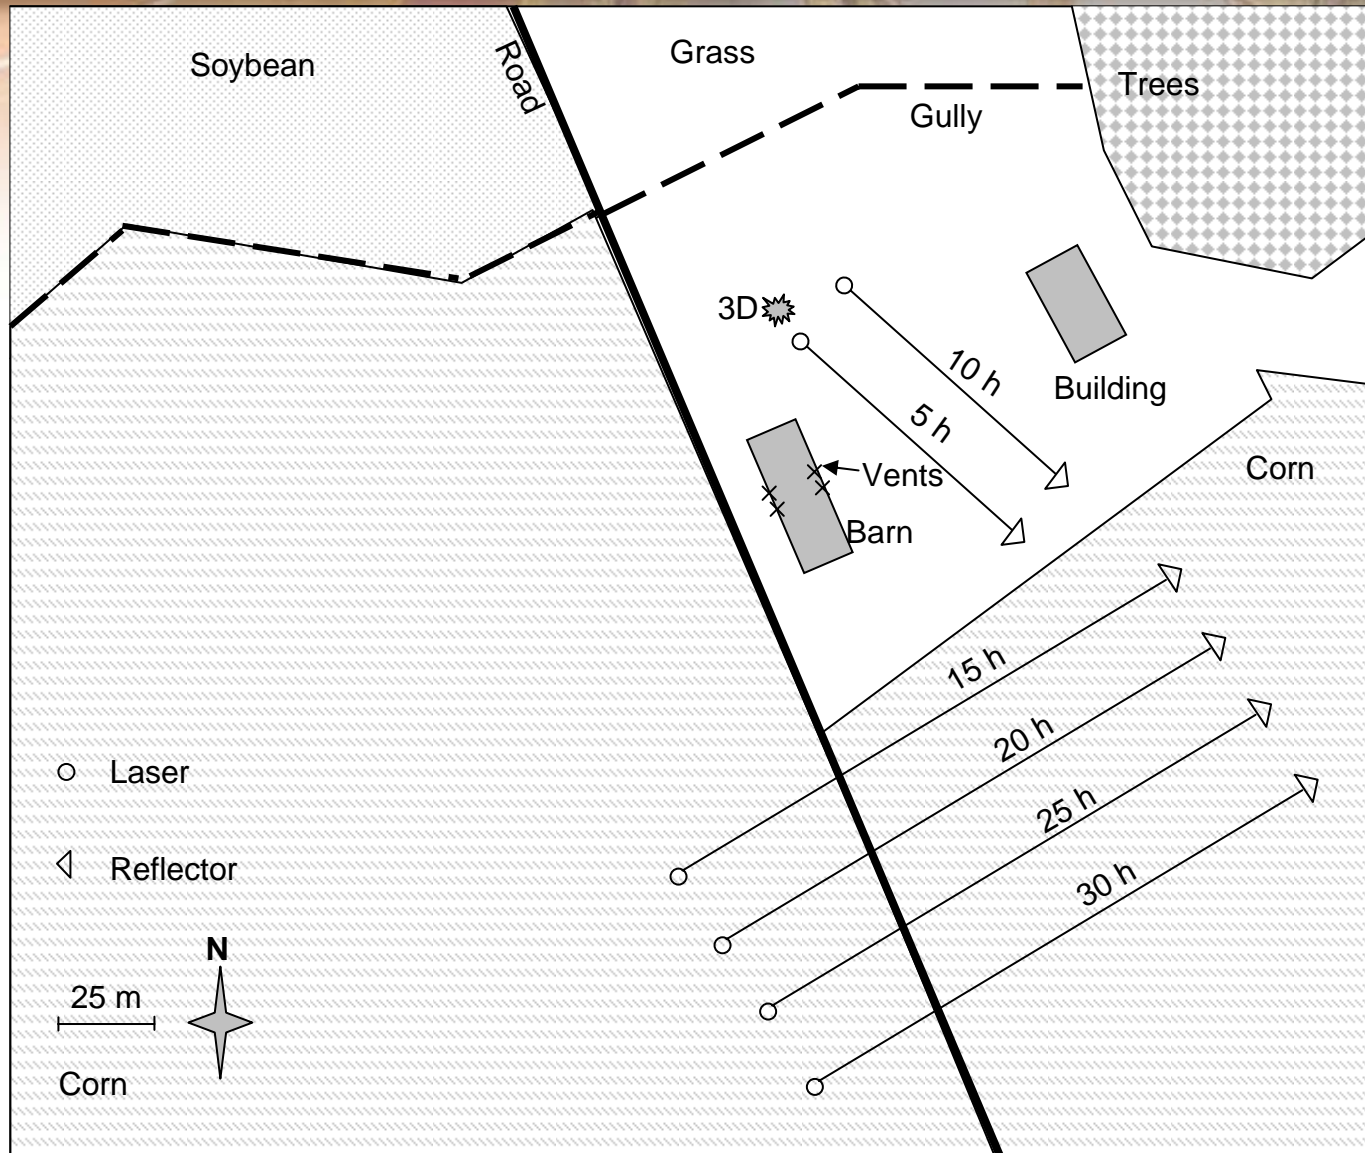 Soybean
Road
Grass
Trees
Gully
3D
10 h
5 h
Building
Vents
Corn
Barn
15 h
20 h
25 h
30 h
Laser
Reflector
N
25 m
Corn